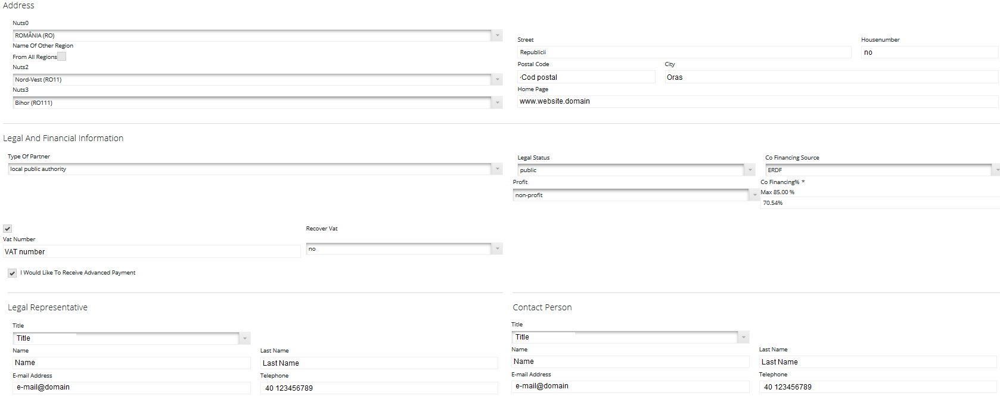 Address
Nuts0
ROMÂNIA (RO)
Name Of Other Region
From All Regions
Nuts2
Nord-Vest (RO11)
Nuts3
Bihor (RO111)
Street
Housenumber
Republicii
no
Postal Code
City
Cod postal
Oras
Home Page
www.website.domain
Legal And Financial Information
Type Of Partner
local public authority
Legal Status
Co Financing Source
public
ERDF
Profit
Co Financing% *
non-profit
Max 85.00 %
70.54%
Vat Number
VAT number
Recover Vat
no
I Would Like To Receive Advanced Payment
Legal Representative
Title
Title
Name
Last Name
Name
Last Name
E-mail Address
Telephone
e-mail@domain
40 123456789
Contact Person
Title
Title
Name
Last Name
Name
Last Name
E-mail Address
Telephone
e-mail@domain
40 123456789